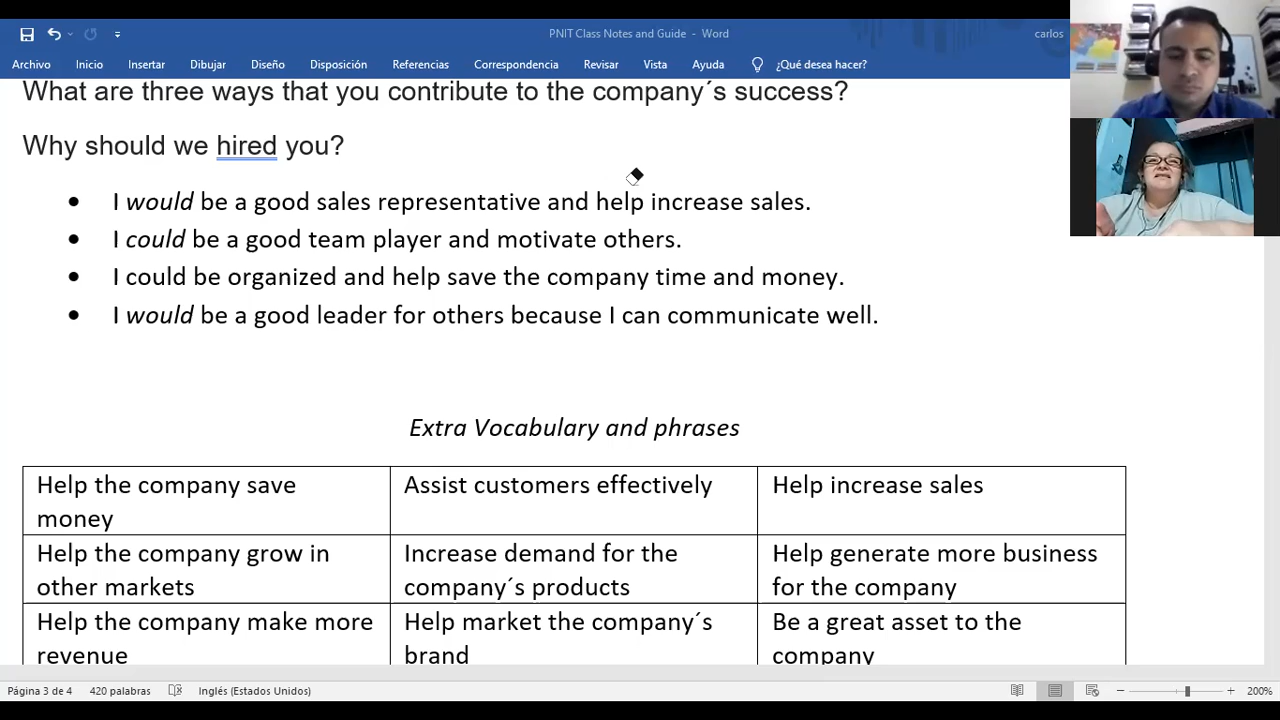 PNIT Class Notes and Guide - Word
carlos
Archivo Inicio Insertar Dibujar Diseño Disposición Referencias Correspondencia Revisar Vista Ayuda ¿Qué desea hacer?
What are three ways that you contribute to the company´s success?
Why should we hired you?
• I would be a good sales representative and help increase sales.
• I could be a good team player and motivate others.
• I could be organized and help save the company time and money.
• I would be a good leader for others because I can communicate well.
Extra Vocabulary and phrases
Help the company save
money
Assist customers effectively
Help increase sales
Help the company grow in
other markets
Increase demand for the
company´s products
Help generate more business
for the company
Help the company make more
revenue
Help market the company´s
brand
Be a great asset to the
company
Página 3 de 4 420 palabras Inglés (Estados Unidos) 200%